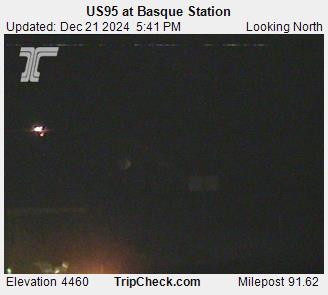 US95 at Basque Station
Updated: Dec 21 2024 5:41 PM Looking North
Elevation 4460 TripCheck.com Milepost 91.62